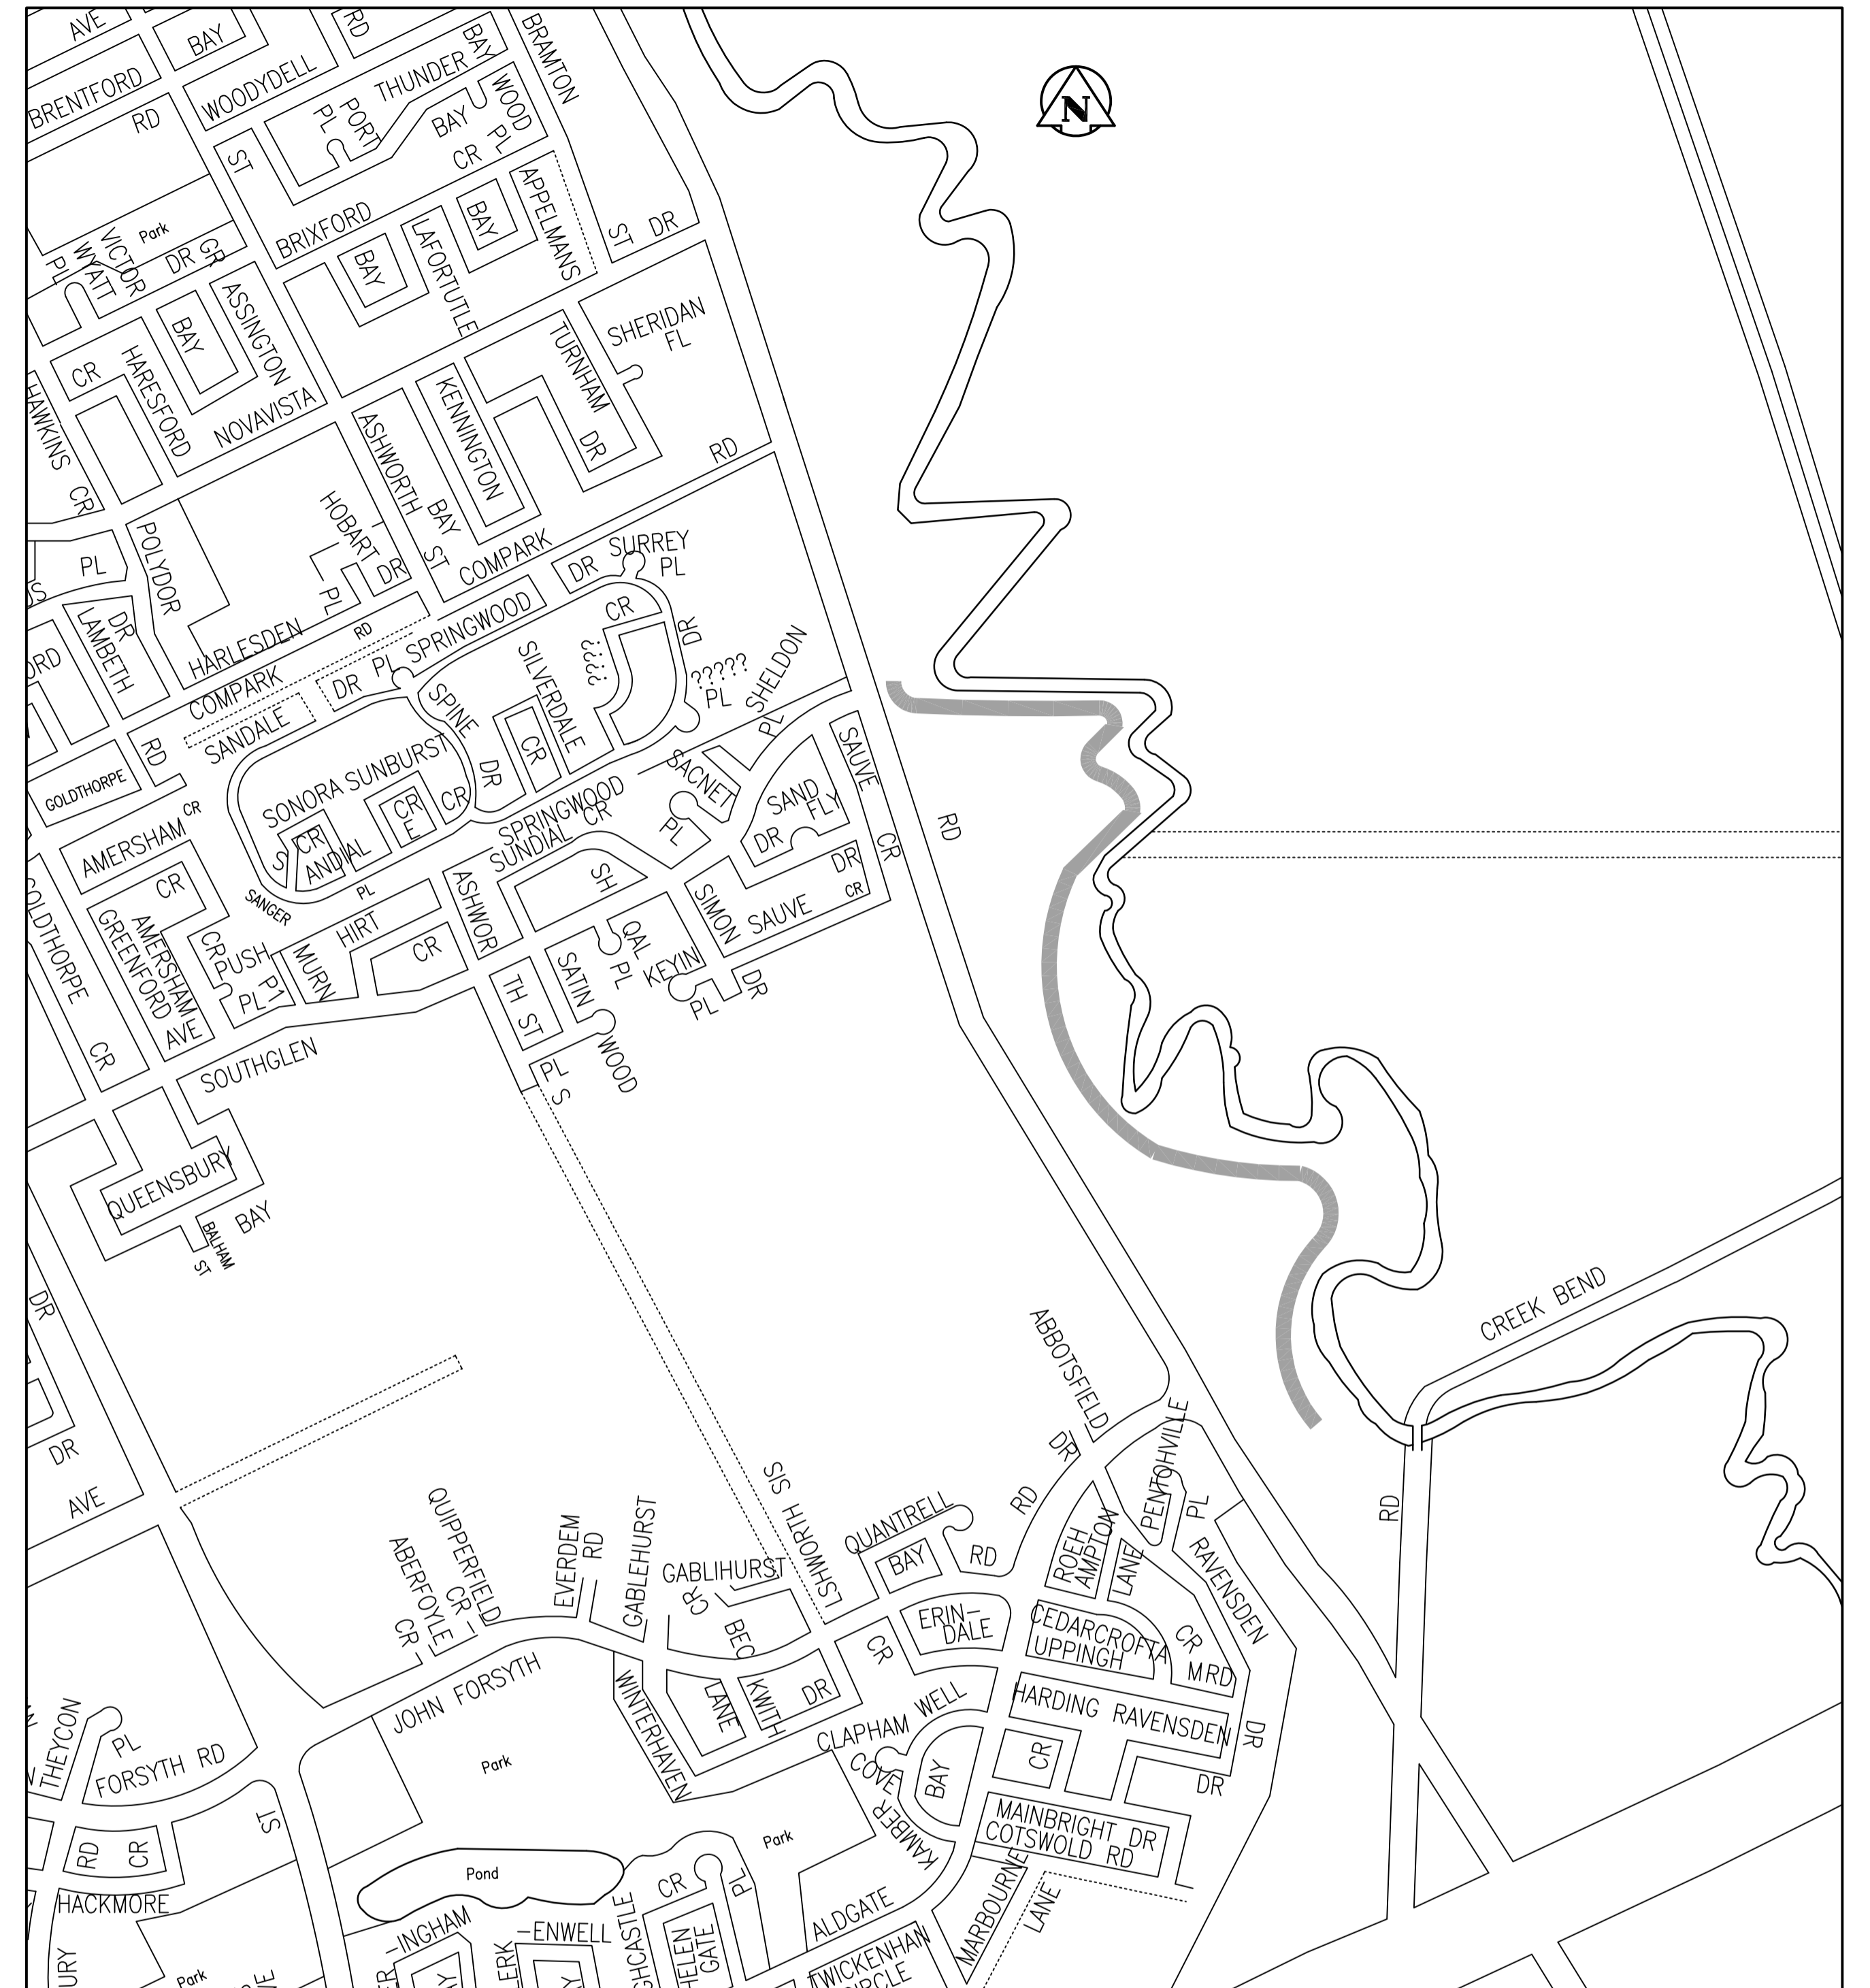 AVE
BAY
RD
BAY
BRAMTON
BRENTFORD
WOODYDELL
THUNDER
RD
PL
PORT
BAY
WOOD
PL
N
ST
CR
APPELMANS
Park
BRIXFORD
BAY
LAFORTUTLE
BAY
ST
DR
PL
WYATT
VICTOR
DR
GR
ASSINGTON
BAY
SHERIDAN
FL
TURNHAM
DR
CR
HARESFORD
NOVAVISTA
KENNINGTON
BAY
ASHWORTH
ST
RD
HAWKINS
CR
HOBART
PL
DR
POLYDOR
COMPARK
SURREY
PL
DR
PL
LAMBETH
DR
HARLESDEN
RD
SPRINGWOOD
CR
DR
¿¿¿¿
?????
PL
SHELDON
PL
COMPARK
SANDALE
DR
PL
SPINE
DR
SILVERDALE
CR
RD
GOLDTHORPE
SONORA
SUNBURST
CR
E
CR
SACNET
PL
SAUVE
CR
SAND
FLY
DR
RD
AMERSHAM
CR
S
CR
ANDIAL
SPRINGWOOD
SUNDIAL
CR
DR
CR
SANGER
PL
HIRT
ASHWOR
SH
SIMON
SAUVE
GOLDTHORPE
CR
CR
GREENFORD
AMERSHAM
AVE
CR
PUSH
P1
PL
MURN
CR
TH ST
SATIN
QAL
PL
KEYIN
PL
DR
SOUTHGLEN
WOOD
PL
S
QUEENSBURY
BAY
BALHAM
ST
DR
CREEK BEND
ABBOTSFIELD
DR
PENTONVILLE
PL
DR
AVE
RD
QUIPPERFIELD
CR
ABERFOYLE
CR
EVERDEM
RD
GABLEHURST
GABLIHURST
CR
SHWORTH SIS
QUANTRELL
BAY
RD
RD
ROEH
AMPTON
LANE
RAVENSDEN
BEC
KWITH
DR
LANE
CR
ERIN-
DALE
CEDARCROFTA
UPPINGH
CR
MRD
JOHN FORSYTH
WINTERHAVEN
CLAPHAM
WELL
HARDING
RAVENSDEN
DR
THEYCON
PL
FORSYTH RD
Park
COVE
BAY
CR
DR
KAMBER
MAINBRIGHT DR
COTSWOLD RD
ST
Park
RD
CR
Pond
CR
PL
HACKMORE
MARBOURNE
LANE
ALDGATE
-INGHAM
-ENWELL
GHCASTLE
HELEN
GATE
TWICKENHAN
Park